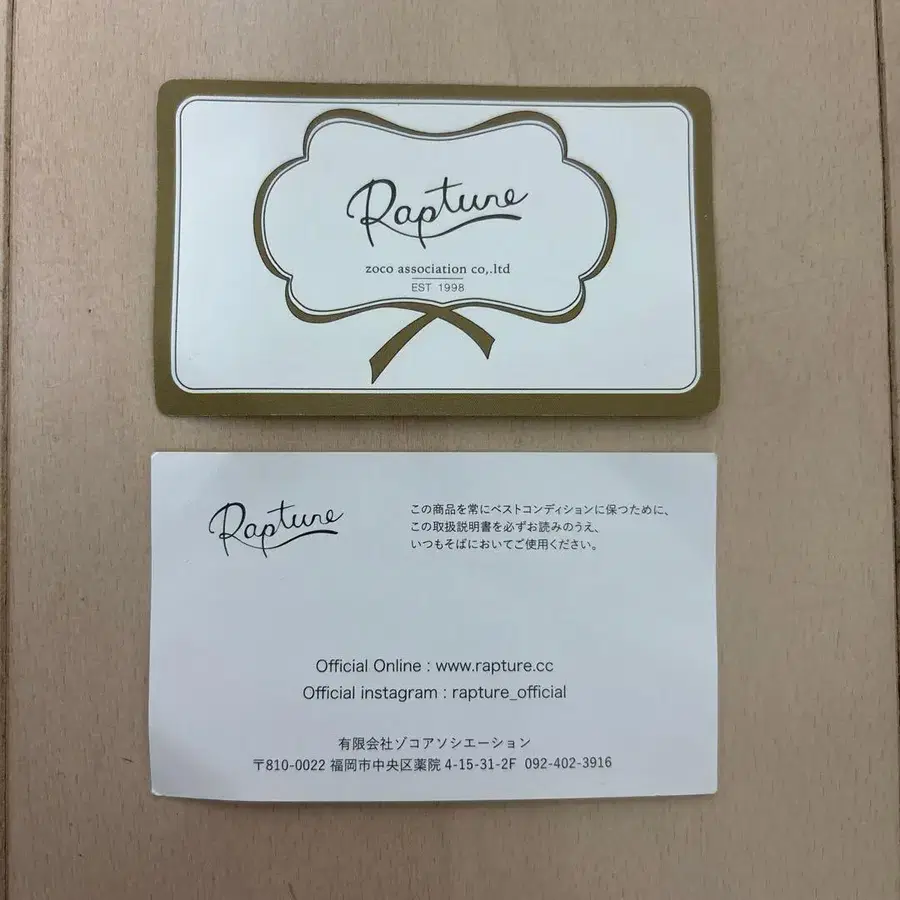 Rapture
zoco association co,.ltd
EST 1998
Rapture
この商品を常にベストコンディションに保つために、
この取扱説明書を必ずお読みのうえ、
いつもそばにおいてご使用ください。
Official Online : www.rapture.cc
Official instagram : rapture_official
有限会社ゾコアソシエーション
〒810-0022 福岡市中央区薬院 4-15-31-2F 092-402-3916